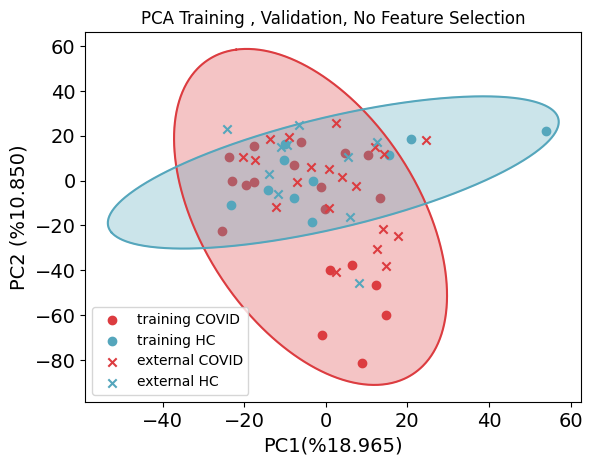 PCA Training , Validation, No Feature Selection
PC2 (%10.850)
60
40
20
0
−20
−40
−60
−80
training COVID
training HC
external COVID
external HC
−40 −20 0 20 40 60
PC1(%18.965)